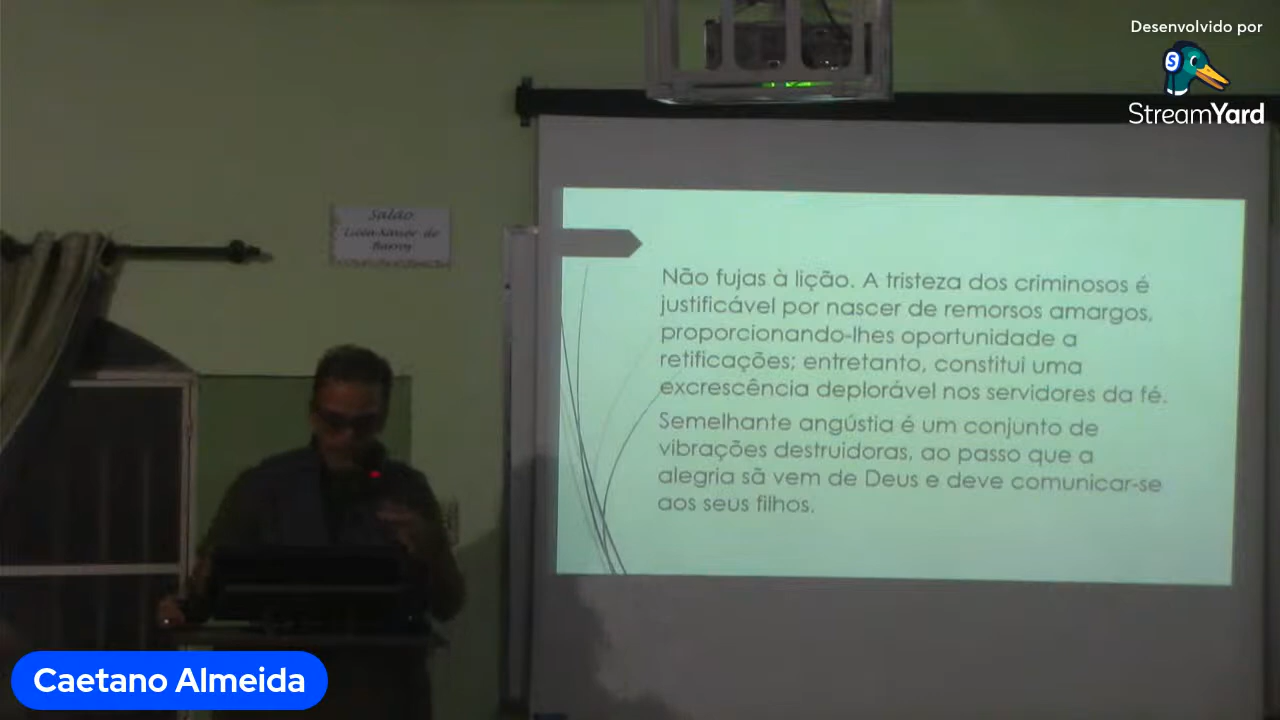 Desenvolvido por
StreamYard
Salão
Barros
Não fujas à lição. A tristeza dos criminosos é
justificável por nascer de remorsos amargos,
proporcionando-lhes oportunidade a
retificações; entretanto, constitui uma
excrescência deplorável nos servidores da fé.
Semelhante angústia é um conjunto de
vibrações destruidoras, ao passo que a
alegria sã vem de Deus e deve comunicar-se
aos seus filhos.
Caetano Almeida